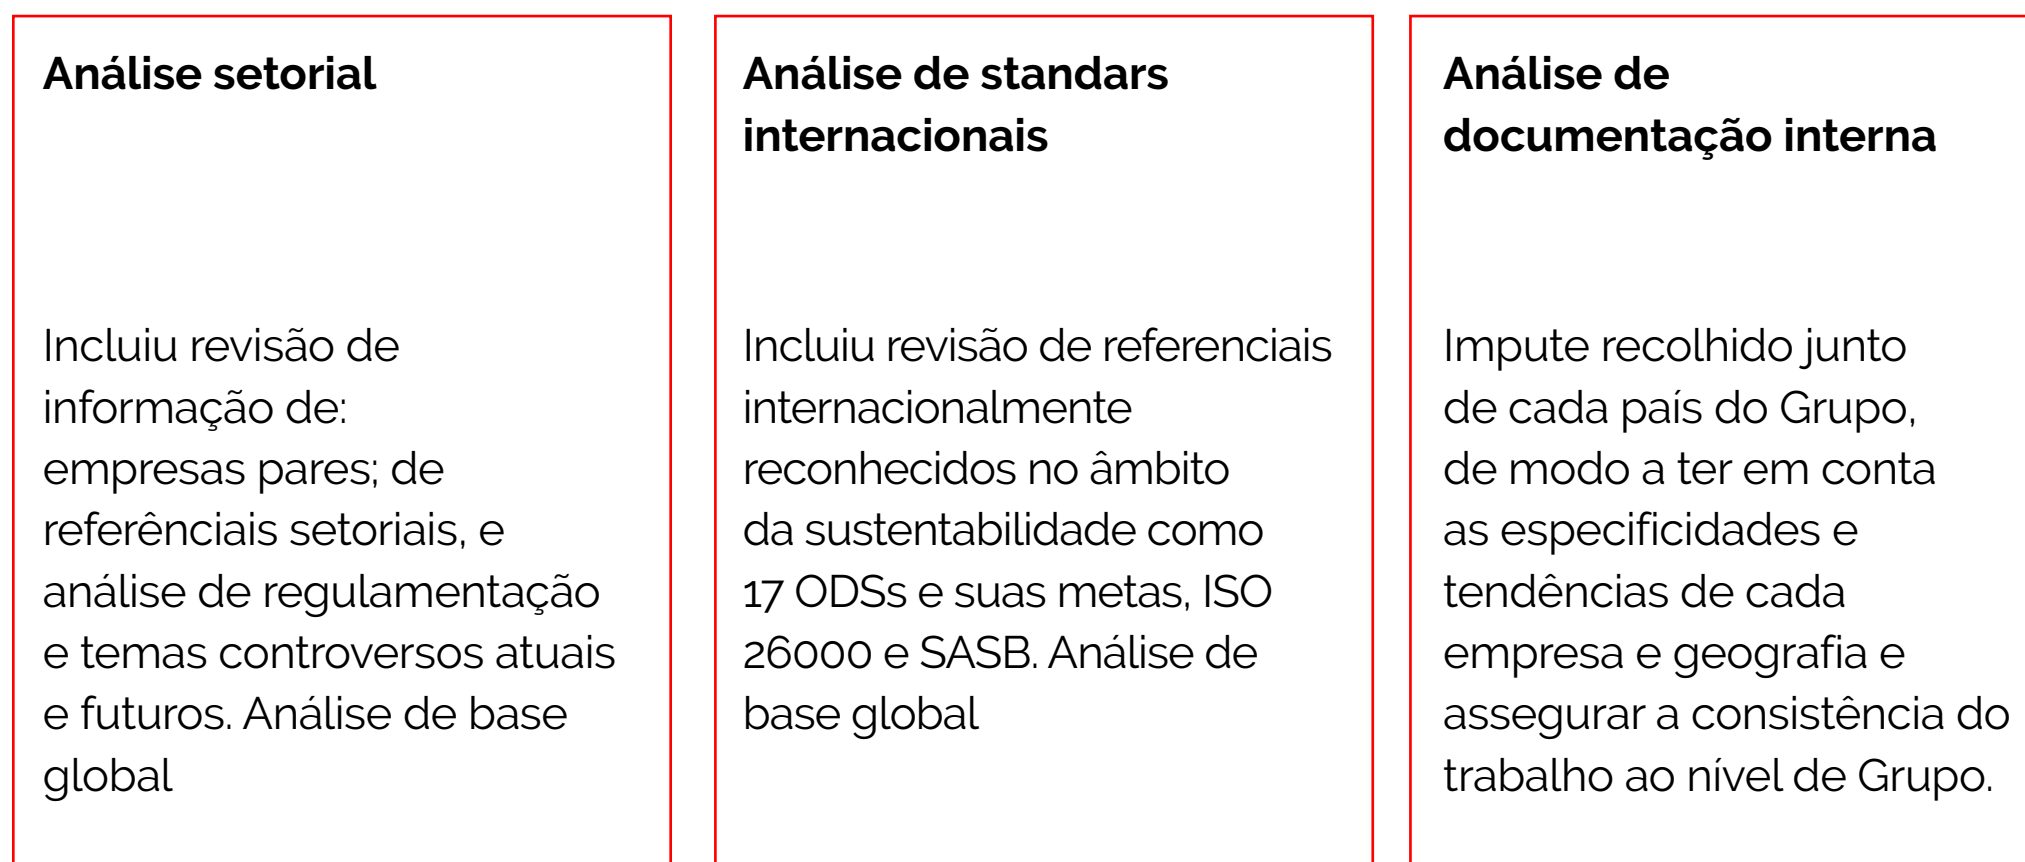 Análise setorial
Incluiu revisão de
informação de:
empresas pares; de
referênciais setoriais, e
análise de regulamentação
e temas controversos atuais
e futuros. Análise de base
global
Análise de standars
internacionais
Incluiu revisão de referenciais
internacionalmente
reconhecidos no âmbito
da sustentabilidade como
17 ODSs e suas metas, ISO
26000 e SASB. Análise de
base global
Análise de
documentação interna
Impute recolhido junto
de cada país do Grupo,
de modo a ter em conta
as especificidades e
tendências de cada
empresa e geografia e
assegurar a consistência do
trabalho ao nível de Grupo.